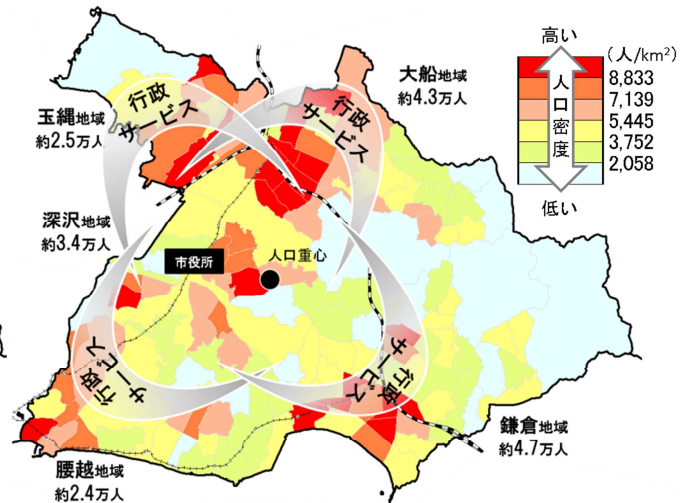 高い
(人/km²)
8,833
7,139
5,445
3,752
2,058
人口密度
低い
大船地域
約4.3万人
玉縄地域
約2.5万人
行政
サービス
行政
サービス
深沢地域
約3.4万人
市役所
人口重心
行政
サービス
行政
サービス
鎌倉地域
約4.7万人
腰越地域
約2.4万人